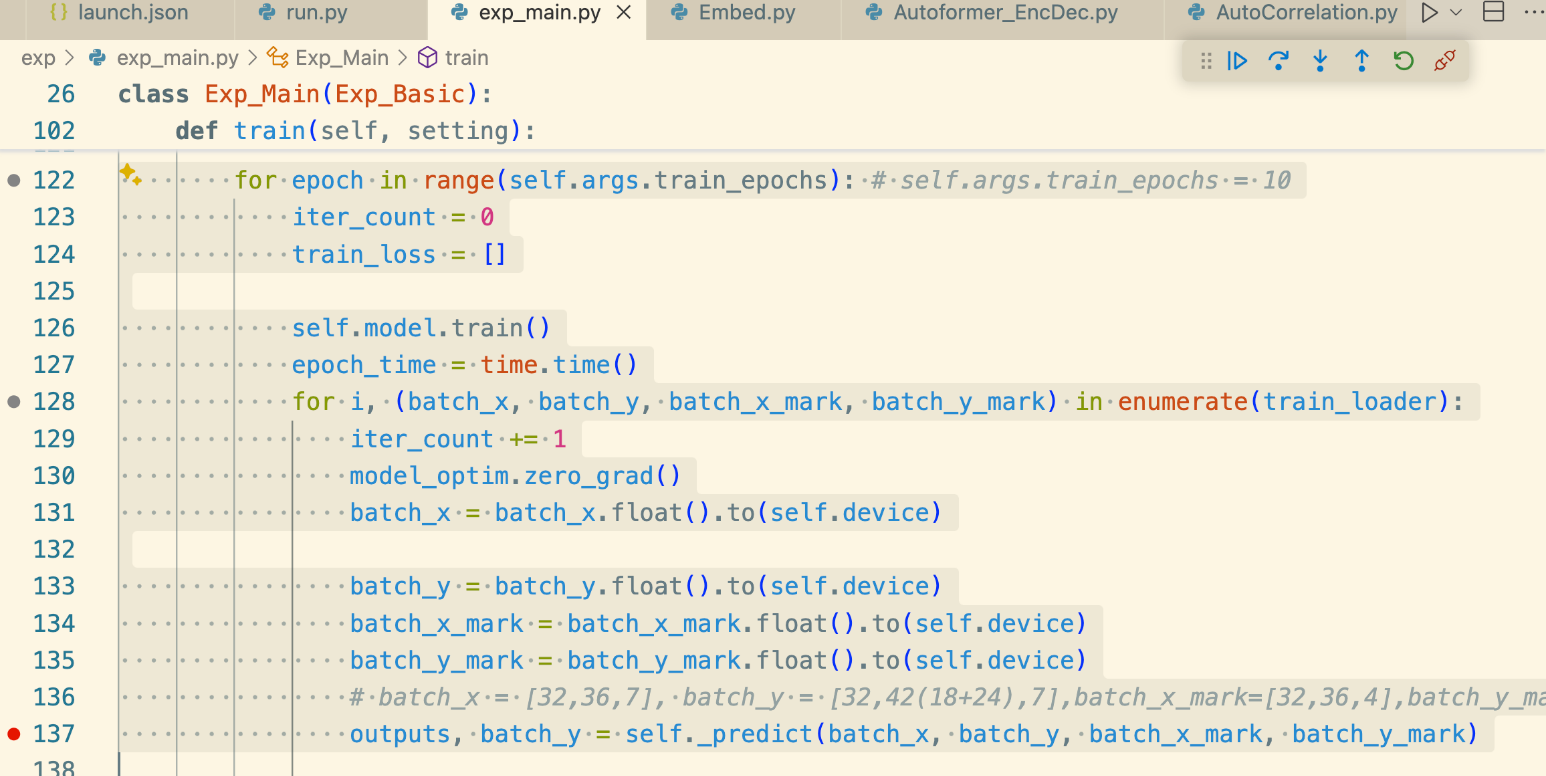 launch.json run.py exp_main.py Embed.py Autoformer_EncDec.py AutoCorrelation.py
exp > exp_main.py > Exp_Main > train
26 class Exp_Main(Exp_Basic):
102 def train(self, setting):
122 for epoch in range(self.args.train_epochs): # self.args.train_epochs = 10
123 iter_count = 0
124 train_loss = []
125
126 self.model.train()
127 epoch_time = time.time()
128 for i, (batch_x, batch_y, batch_x_mark, batch_y_mark) in enumerate(train_loader):
129 iter_count += 1
130 model_optim.zero_grad()
131 batch_x = batch_x.float().to(self.device)
132
133 batch_y = batch_y.float().to(self.device)
134 batch_x_mark = batch_x_mark.float().to(self.device)
135 batch_y_mark = batch_y_mark.float().to(self.device)
136 # batch_x = [32,36,7], batch_y = [32,42(18+24),7],batch_x_mark=[32,36,4],batch_y_ma
137 outputs, batch_y = self._predict(batch_x, batch_y, batch_x_mark, batch_y_mark)
138